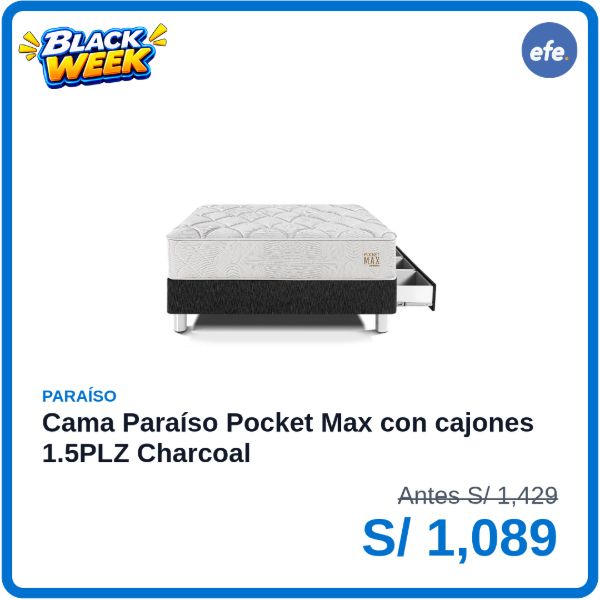 BLACK
WEEK
efe.
POCKET
MAX
PARAÍSO
Cama Paraíso Pocket Max con cajones
1.5PLZ Charcoal
Antes S/ 1,429
S/ 1,089